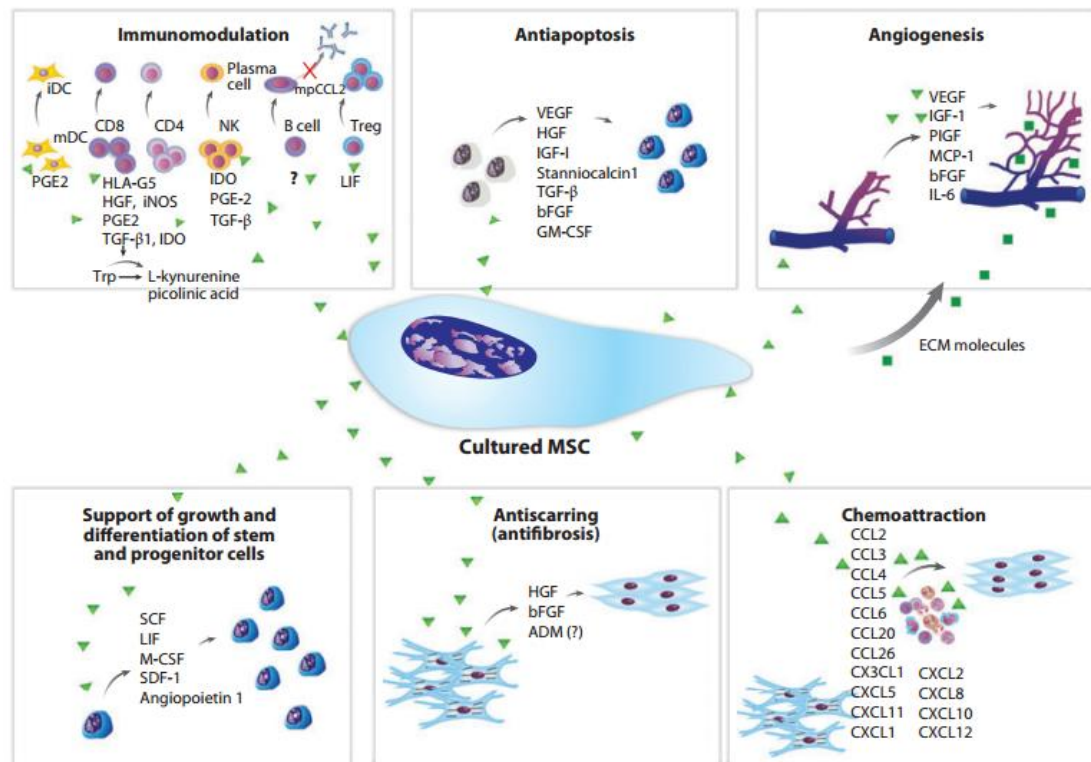 Immunomodulation
iDC
Plasma
cell
mpCCL2
mDC
CD8
CD4
NK
B cell
Treg
PGE2
HLA-G5
HGF, iNOS
PGE2
TGF-β1, IDO
IDO
PGE-2
TGF-β
?
LIF
Trp
L-kynurenine
picolinic acid
Antiapoptosis
VEGF
HGF
IGF-I
Stanniocalcin1
TGF-β
bFGF
GM-CSF
Angiogenesis
VEGF
IGF-1
PIGF
MCP-1
bFGF
IL-6
ECM molecules
Cultured MSC
Support of growth and
differentiation of stem
and progenitor cells
SCF
LIF
M-CSF
SDF-1
Angiopoietin 1
Antiscarring
(antifibrosis)
HGF
bFGF
ADM (?)
Chemoattraction
CCL2
CCL3
CCL4
CCL5
CCL6
CCL20
CCL26
CX3CL1 CXCL2
CXCL5 CXCL8
CXCL11 CXCL10
CXCL1 CXCL12